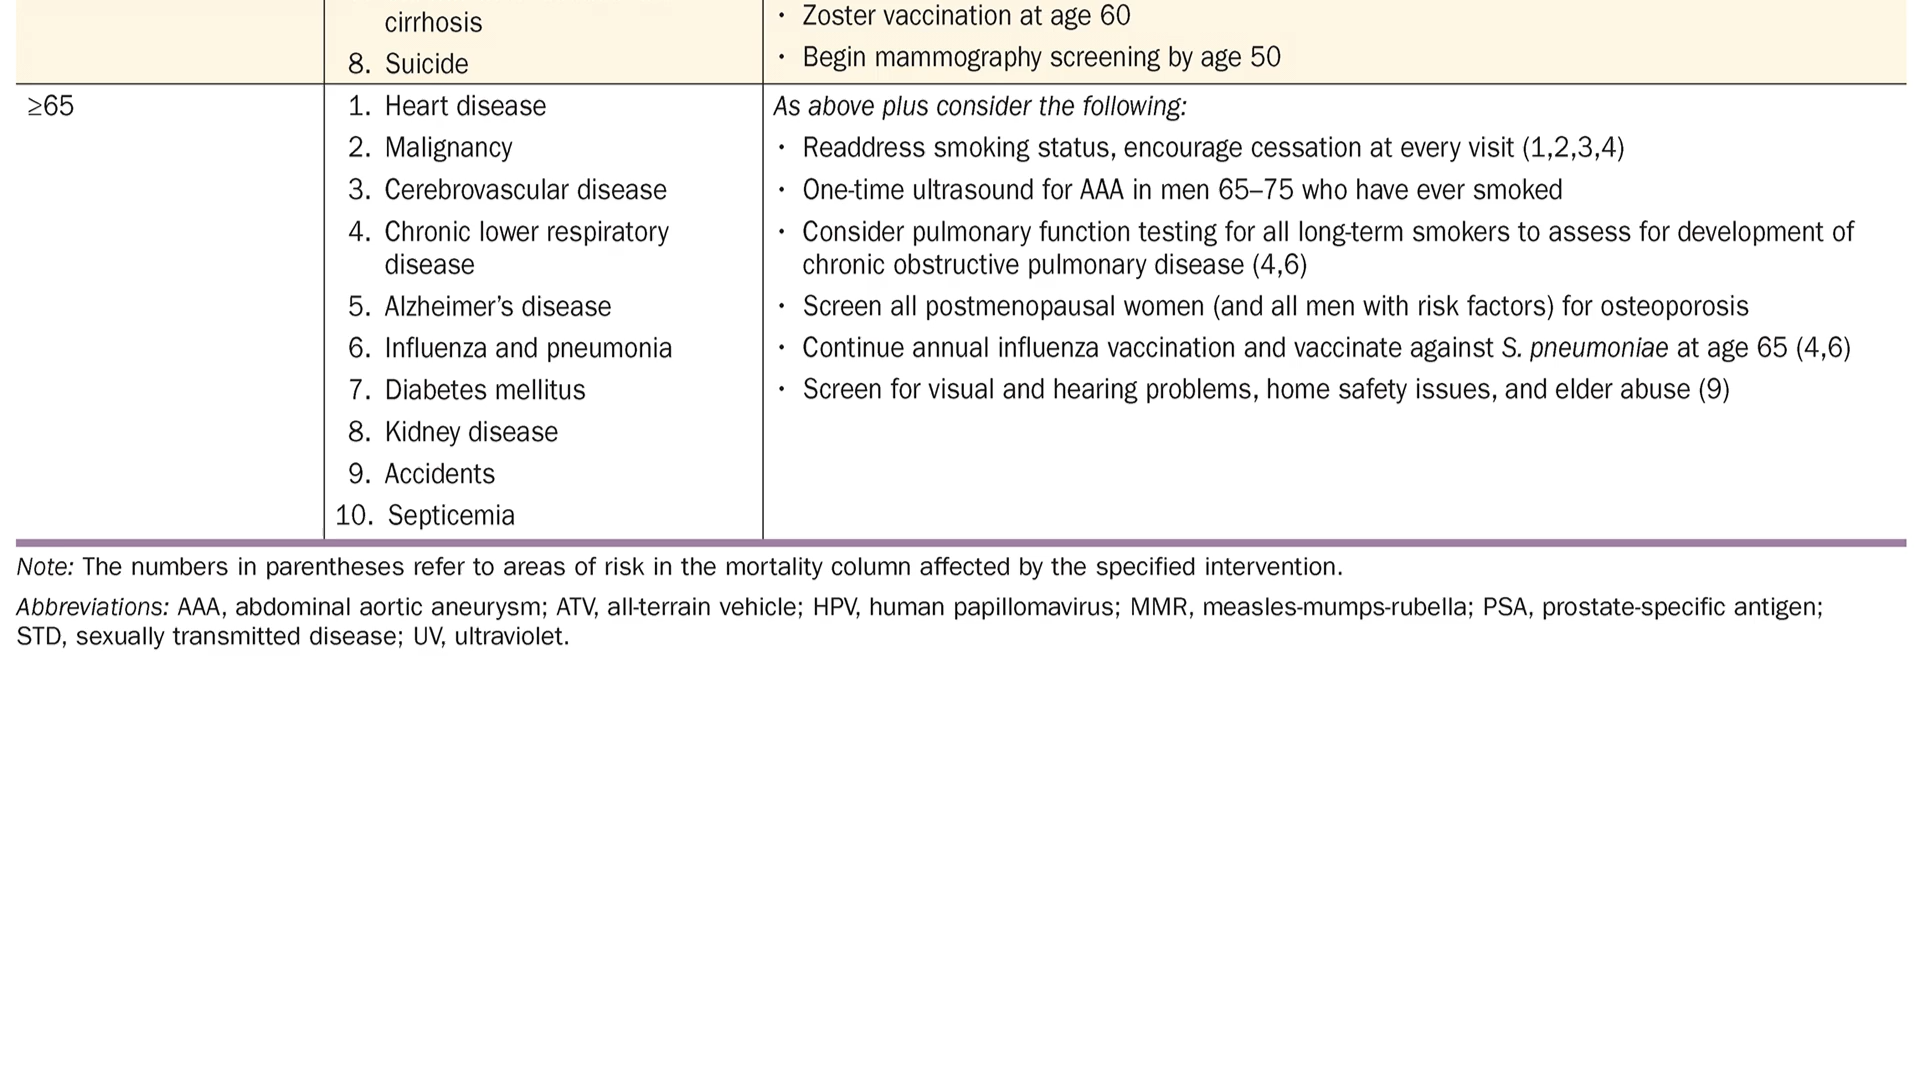 cirrhosis
8. Suicide
· Zoster vaccination at age 60
· Begin mammography screening by age 50
≥65
1. Heart disease
2. Malignancy
3. Cerebrovascular disease
4. Chronic lower respiratory
disease
5. Alzheimer’s disease
6. Influenza and pneumonia
7. Diabetes mellitus
8. Kidney disease
9. Accidents
10. Septicemia
As above plus consider the following:
· Readdress smoking status, encourage cessation at every visit (1,2,3,4)
· One-time ultrasound for AAA in men 65–75 who have ever smoked
· Consider pulmonary function testing for all long-term smokers to assess for development of
chronic obstructive pulmonary disease (4,6)
· Screen all postmenopausal women (and all men with risk factors) for osteoporosis
· Continue annual influenza vaccination and vaccinate against S. pneumoniae at age 65 (4,6)
· Screen for visual and hearing problems, home safety issues, and elder abuse (9)
Note: The numbers in parentheses refer to areas of risk in the mortality column affected by the specified intervention.
Abbreviations: AAA, abdominal aortic aneurysm; ATV, all-terrain vehicle; HPV, human papillomavirus; MMR, measles-mumps-rubella; PSA, prostate-specific antigen;
STD, sexually transmitted disease; UV, ultraviolet.